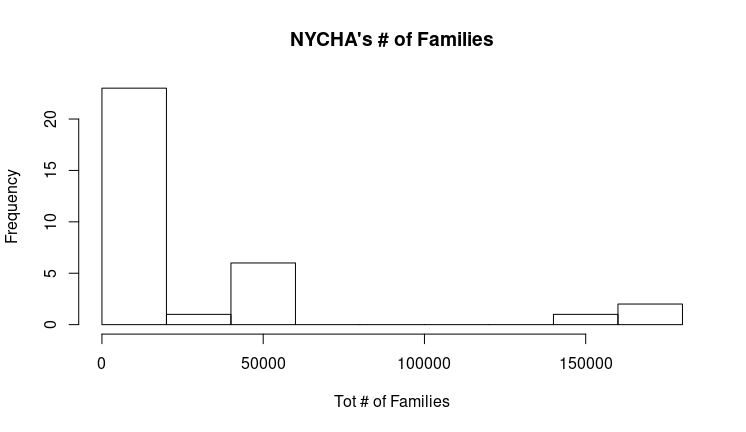 NYCHA's # of Families
Frequency
20
15
10
5
0
0 50000 100000 150000
Tot # of Families